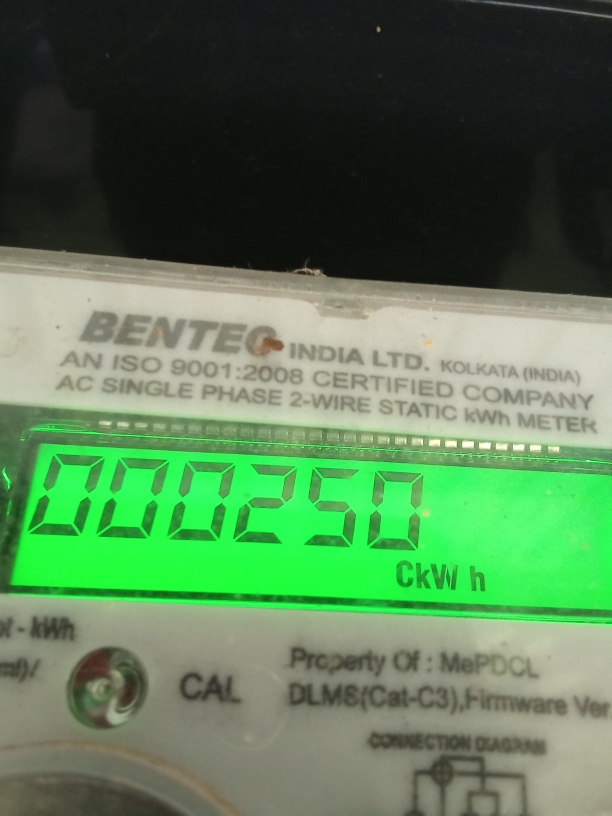 BENTEC INDIA LTD. KOLKATA (INDIA)
AN ISO 9001:2008 CERTIFIED COMPANY
AC SINGLE PHASE 2-WIRE STATIC kWh METER
000250
CkW h
- kWh
CAL
Property Of : MePDCL
DLMS(Cat-C3),Firmware Ver
CONNECTION DIAGRAM